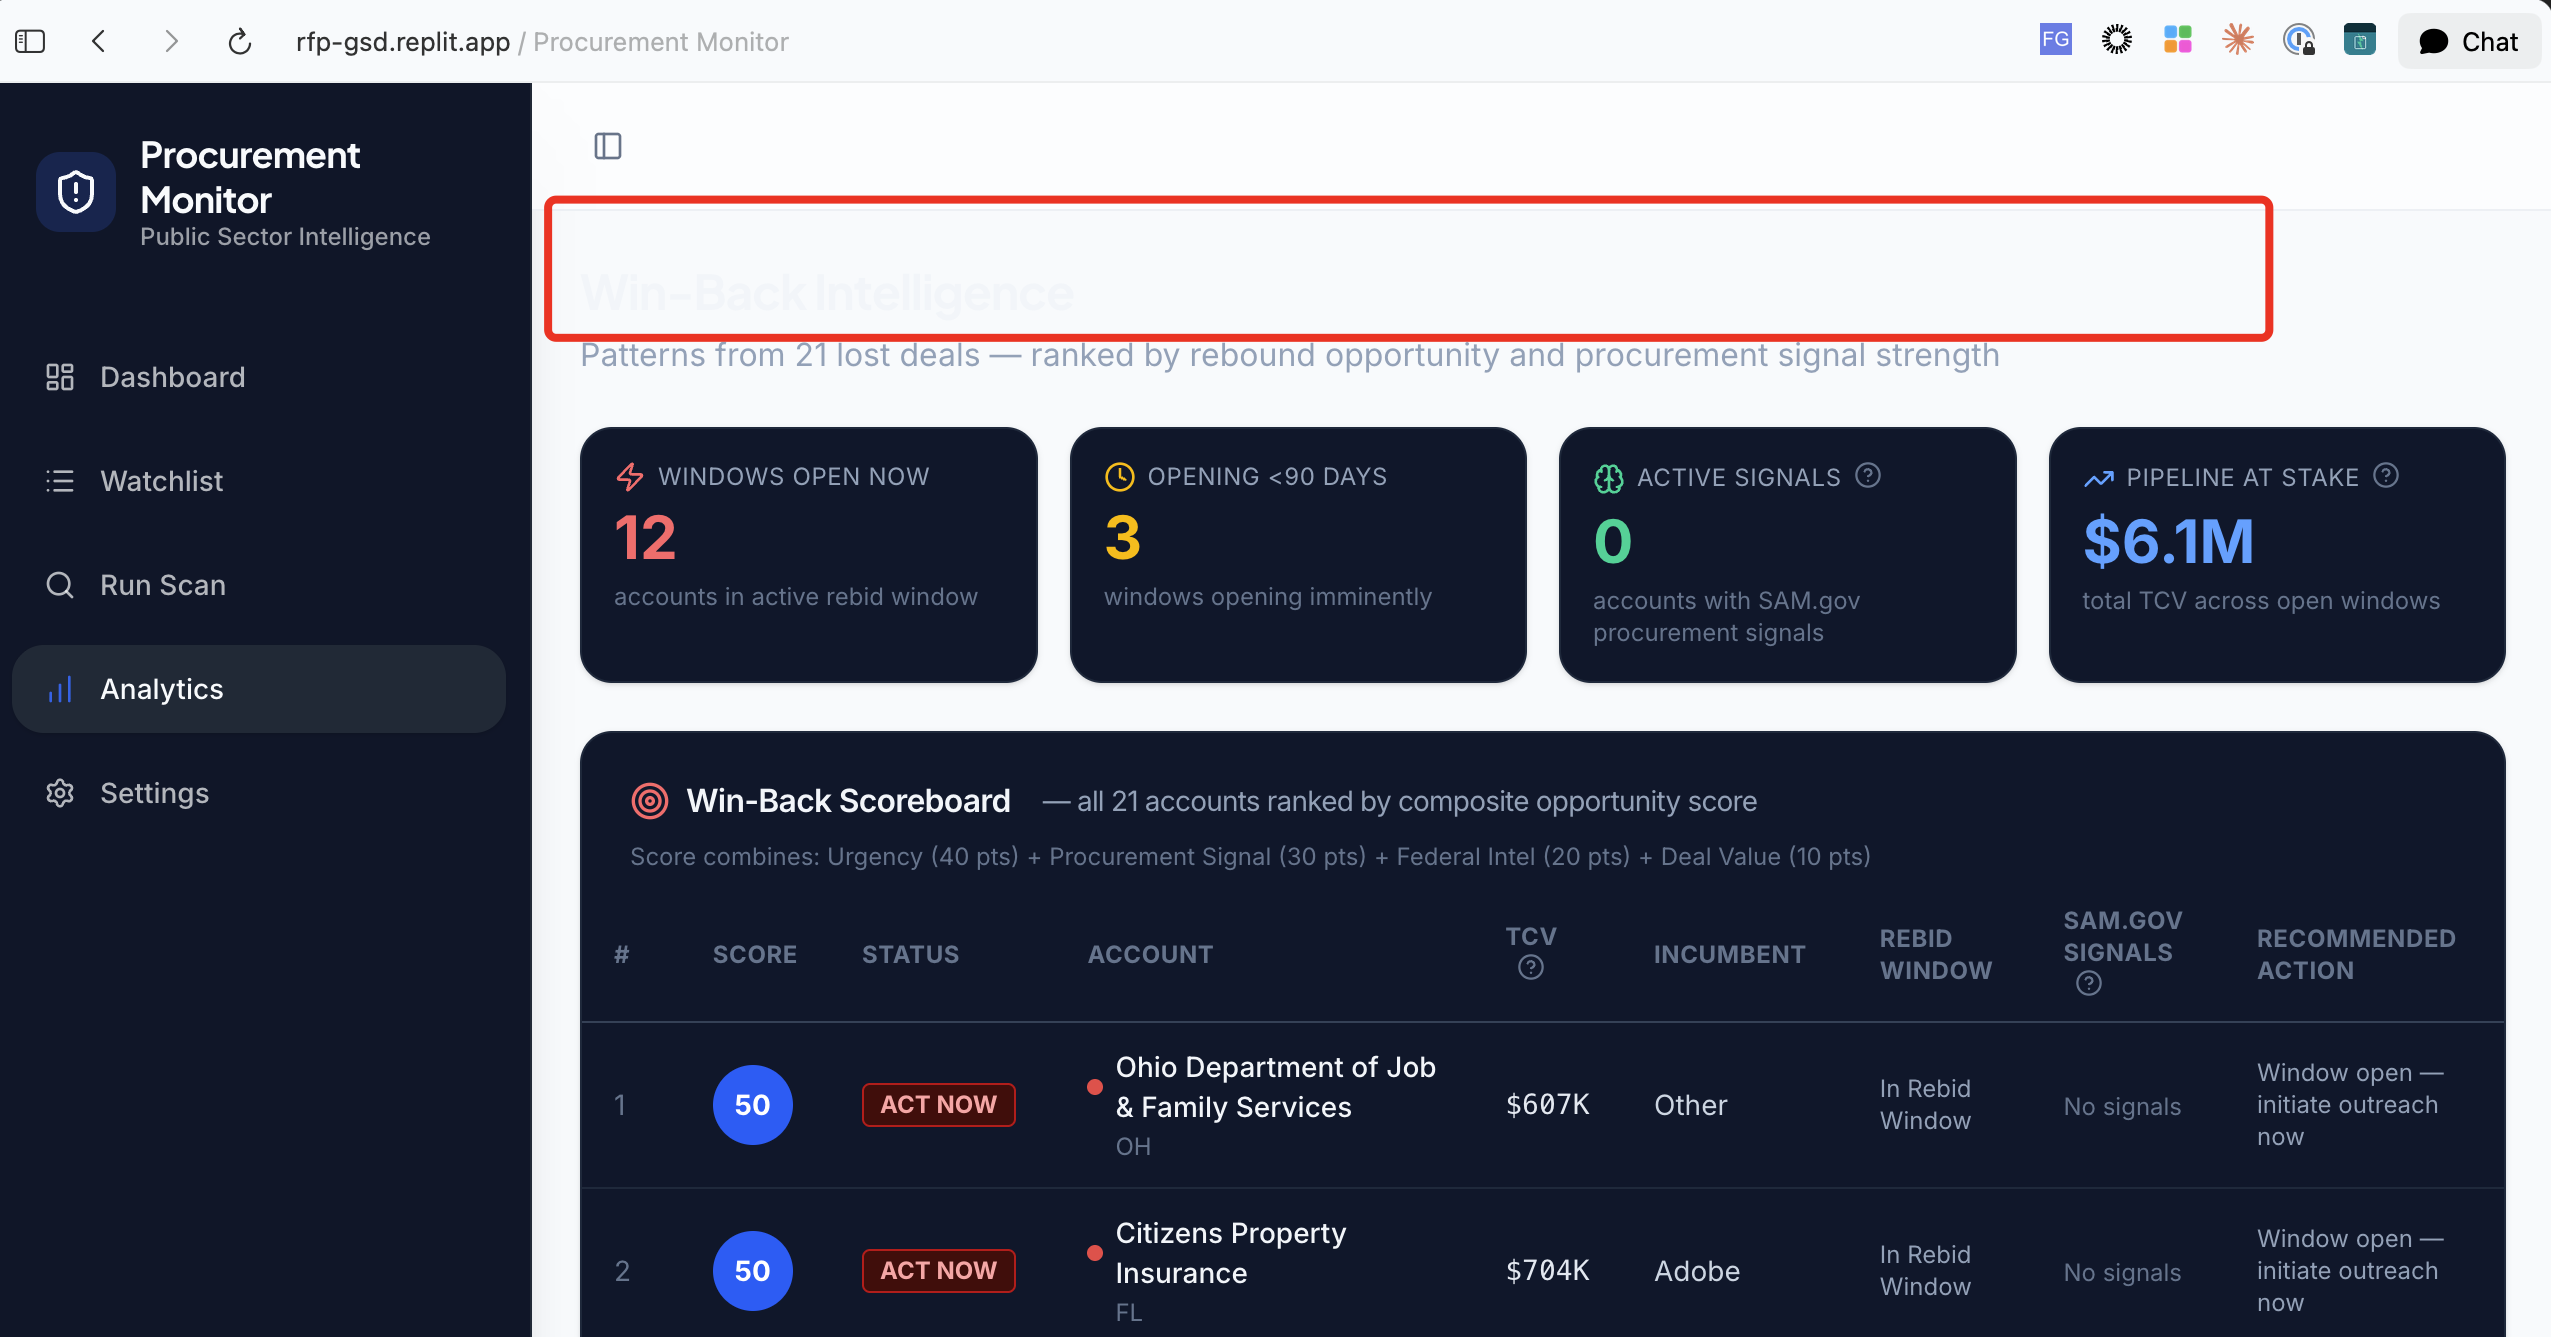 rfp-gsd.replit.app / Procurement Monitor
FG
Chat
Procurement
Monitor
Public Sector Intelligence
Dashboard
Watchlist
Run Scan
Analytics
Settings
Win-Back Intelligence
Patterns from 21 lost deals — ranked by rebound opportunity and procurement signal strength
WINDOWS OPEN NOW
12
accounts in active rebid window
OPENING <90 DAYS
3
windows opening imminently
ACTIVE SIGNALS
0
accounts with SAM.gov
procurement signals
PIPELINE AT STAKE
$6.1M
total TCV across open windows
Win-Back Scoreboard — all 21 accounts ranked by composite opportunity score
Score combines: Urgency (40 pts) + Procurement Signal (30 pts) + Federal Intel (20 pts) + Deal Value (10 pts)
#
SCORE
STATUS
ACCOUNT
TCV
INCUMBENT
REBID
WINDOW
SAM.GOV
SIGNALS
RECOMMENDED
ACTION
1
50
ACT NOW
Ohio Department of Job
& Family Services
OH
$607K
Other
In Rebid
Window
No signals
Window open —
initiate outreach
now
2
50
ACT NOW
Citizens Property
Insurance
FL
$704K
Adobe
In Rebid
Window
No signals
Window open —
initiate outreach
now